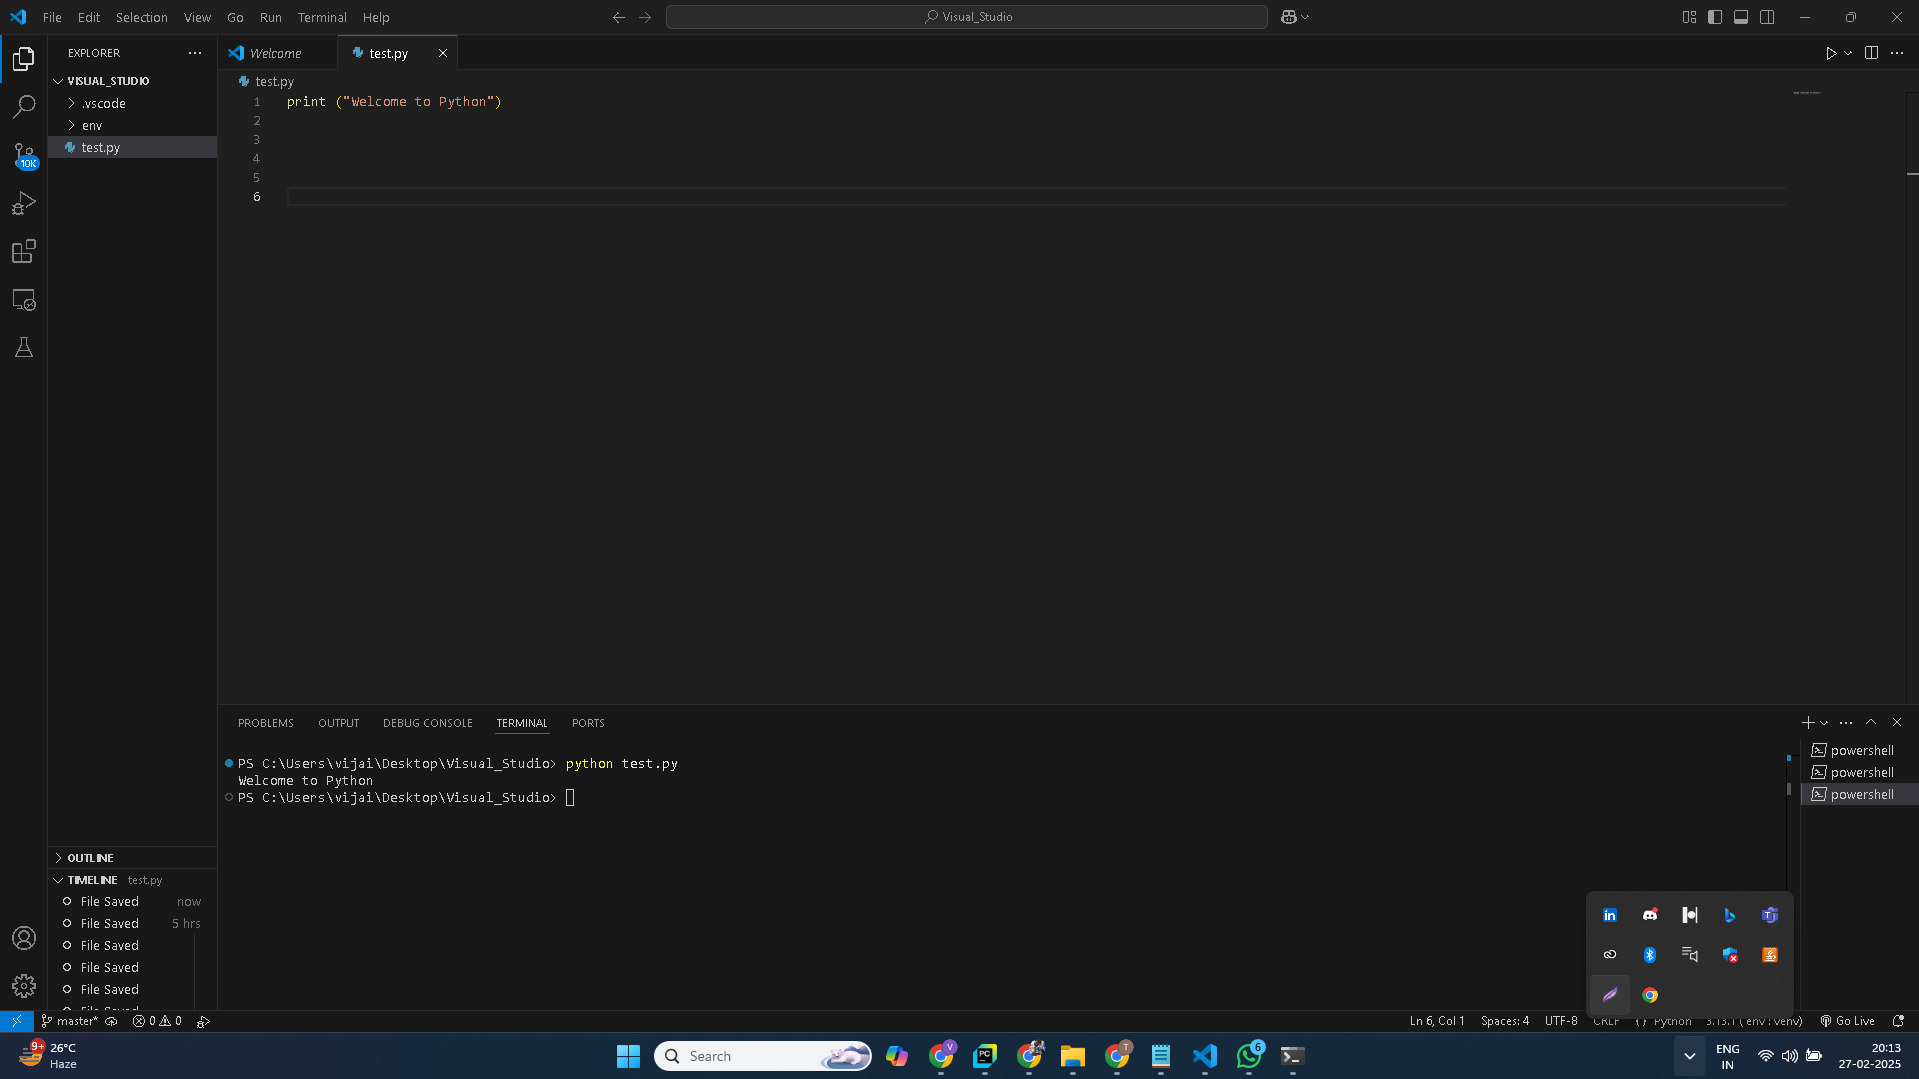 File Edit Selection View Go Run Terminal Help
Visual_Studio
EXPLORER
Welcome
test.py
VISUAL_STUDIO
.vscode
env
test.py
10K
test.py
1 print ("Welcome to Python")
2
3
4
5
6
PROBLEMS OUTPUT DEBUG CONSOLE TERMINAL PORTS
PS C:\Users\vijai\Desktop\Visual_Studio> python test.py
Welcome to Python
PS C:\Users\vijai\Desktop\Visual_Studio>
powershell
powershell
powershell
OUTLINE
TIMELINE test.py
File Saved now
File Saved 5 hrs
File Saved
File Saved
File Saved
File Saved
master* 0 0
Ln 6, Col 1 Spaces: 4 UTF-8 CRLF {} Python 3.13.1 ('env': venv) Go Live
9+
26°C
Haze
Search
V
PC
T
6
ENG
IN
20:13
27-02-2025